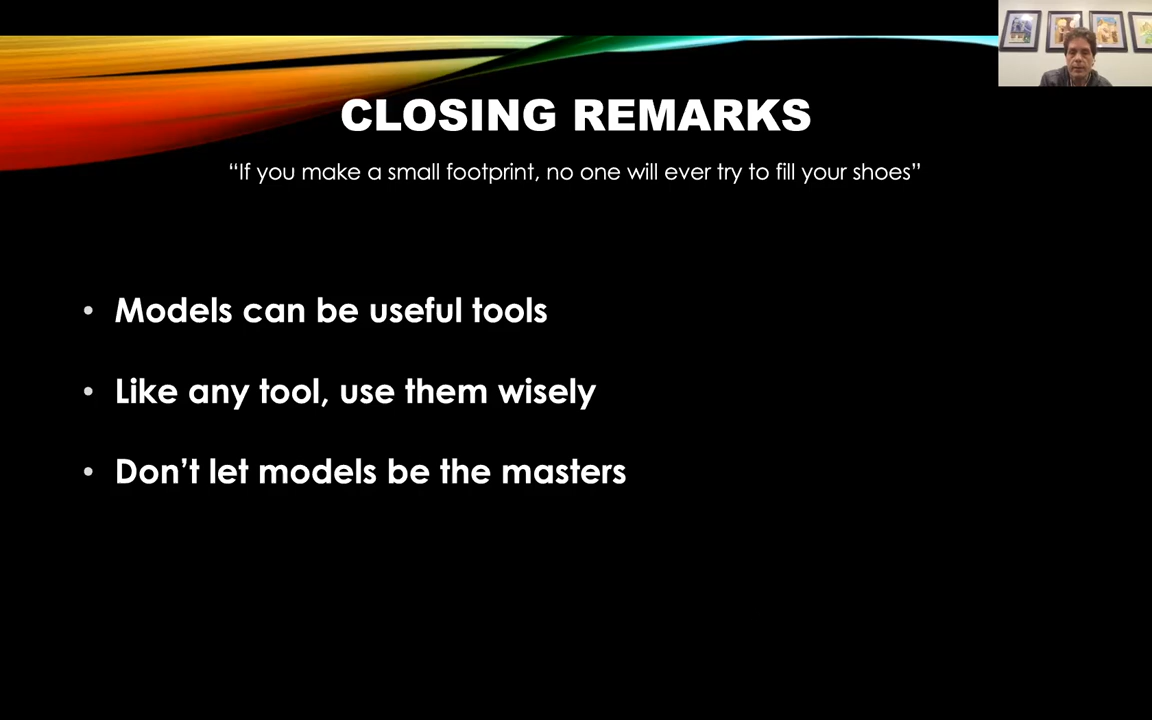 CLOSING REMARKS
“If you make a small footprint, no one will ever try to fill your shoes”
• Models can be useful tools
• Like any tool, use them wisely
• Don’t let models be the masters